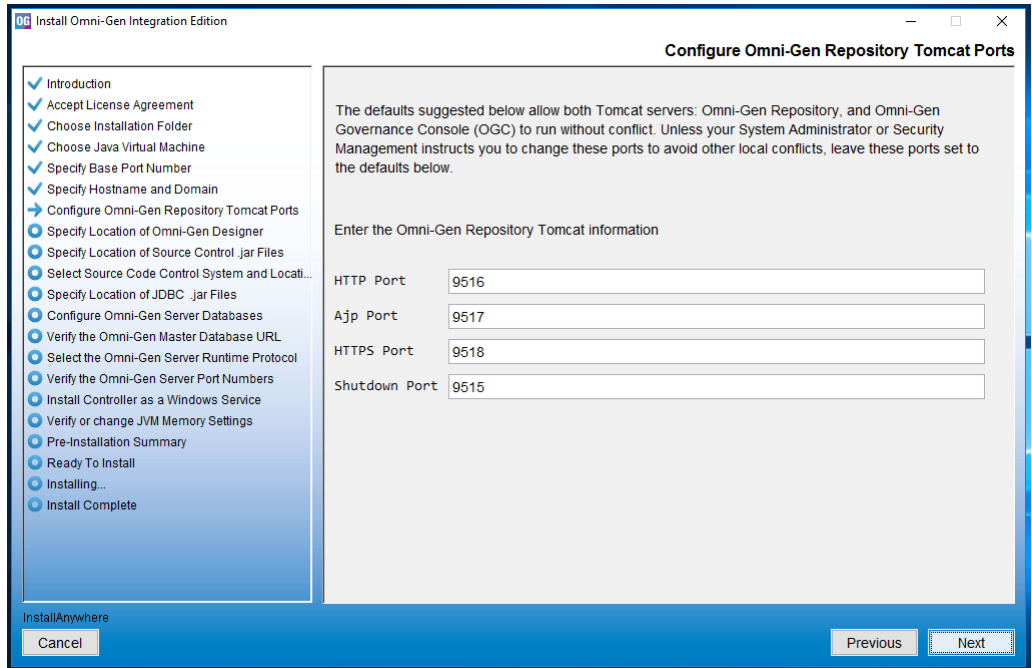 OG Install Omni-Gen Integration Edition
Configure Omni-Gen Repository Tomcat Ports
Introduction
Accept License Agreement
Choose Installation Folder
Choose Java Virtual Machine
Specify Base Port Number
Specify Hostname and Domain
Configure Omni-Gen Repository Tomcat Ports
Specify Location of Omni-Gen Designer
Specify Location of Source Control .jar Files
Select Source Code Control System and Locati...
Specify Location of JDBC .jar Files
Configure Omni-Gen Server Databases
Verify the Omni-Gen Master Database URL
Select the Omni-Gen Server Runtime Protocol
Verify the Omni-Gen Server Port Numbers
Install Controller as a Windows Service
Verify or change JVM Memory Settings
Pre-Installation Summary
Ready To Install
Installing...
Install Complete
The defaults suggested below allow both Tomcat servers: Omni-Gen Repository, and Omni-Gen
Governance Console (OGC) to run without conflict. Unless your System Administrator or Security
Management instructs you to change these ports to avoid other local conflicts, leave these ports set to
the defaults below.
Enter the Omni-Gen Repository Tomcat information
HTTP Port 9516
Ajp Port 9517
HTTPS Port 9518
Shutdown Port 9515
InstallAnywhere
Cancel Previous Next